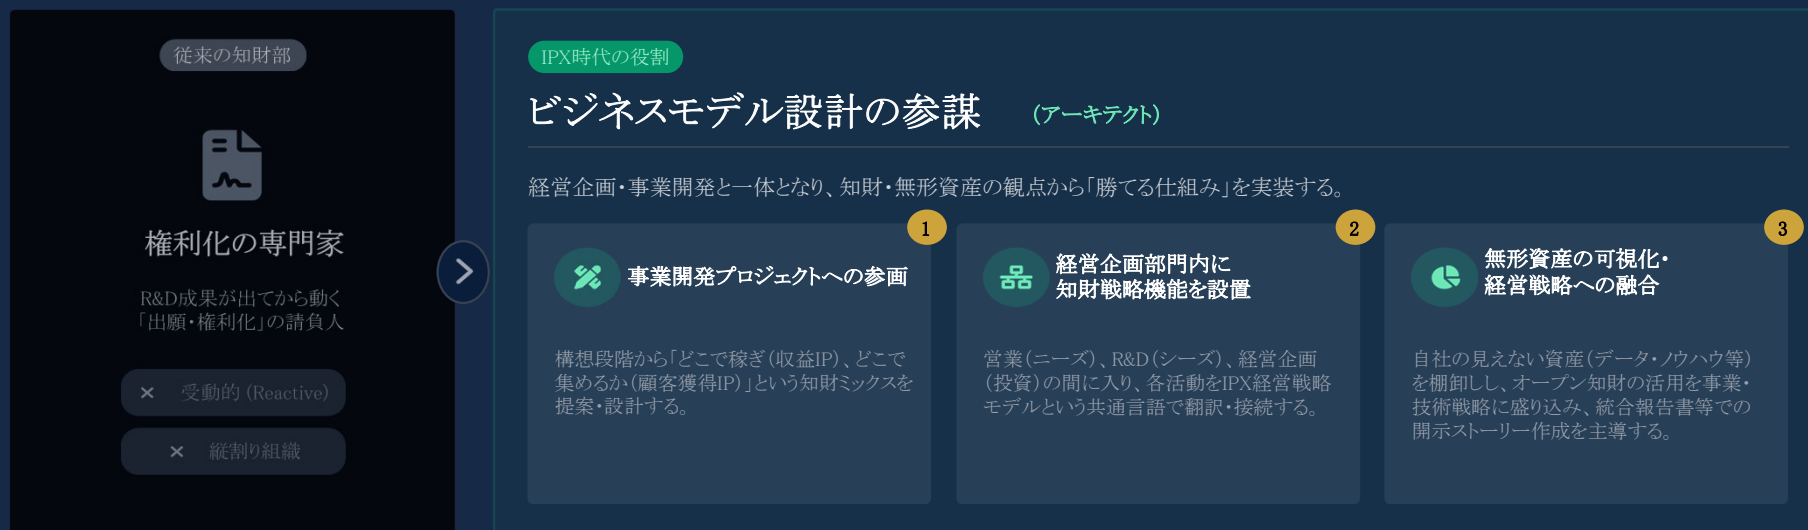 従来の知財部
権利化の専門家
R&D成果が出てから動く
「出願・権利化」の請負人
× 受動的 (Reactive)
× 縦割り組織
IPX時代の役割
ビジネスモデル設計の参謀 （アーキテクト）
経営企画・事業開発と一体となり、知財・無形資産の観点から「勝てる仕組み」を実装する。
1
事業開発プロジェクトへの参画
構想段階から「どこで稼ぎ（収益IP）、どこで
集めるか（顧客獲得IP）」という知財ミックスを
提案・設計する。
2
経営企画部門内に
知財戦略機能を設置
営業（ニーズ）、R&D（シーズ）、経営企画
（投資）の間に入り、各活動をIPX経営戦略
モデルという共通言語で翻訳・接続する。
3
無形資産の可視化・
経営戦略への融合
自社の見えない資産（データ・ノウハウ等）
を棚卸しし、オープン知財の活用を事業・
技術戦略に盛り込み、統合報告書等での
開示ストーリー作成を主導する。